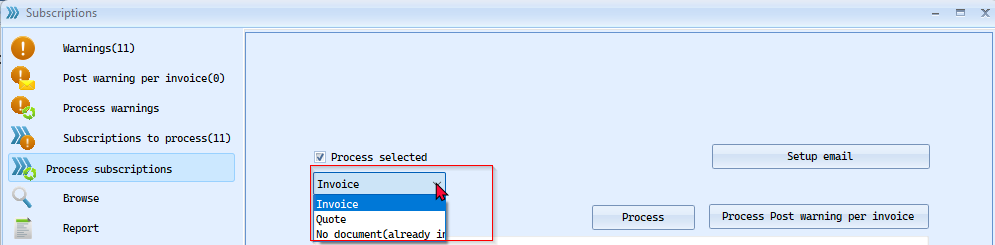 Subscriptions
Warnings(11)
Post warning per invoice(0)
Process warnings
Subscriptions to process(11)
Process subscriptions
Browse
Report
Process selected
Setup email
Invoice
Invoice
Quote
No document(already in
Process
Process Post warning per invoice